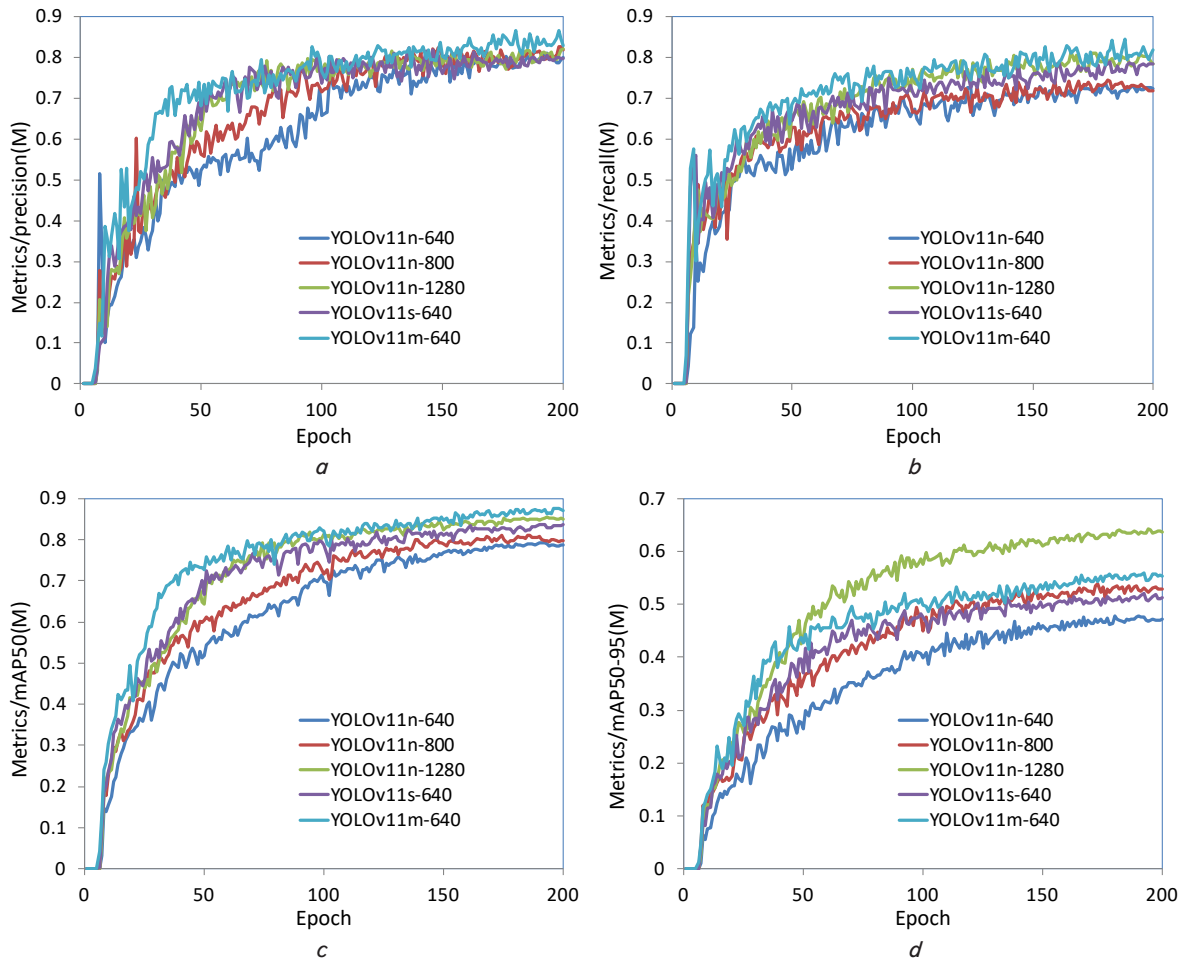 Metrics/precision(M)
0.9
0.8
0.7
0.6
0.5
0.4
0.3
0.2
0.1
0
0 50 100 150 200
Epoch
YOLOv11n-640
YOLOv11n-800
YOLOv11n-1280
YOLOv11s-640
YOLOv11m-640
a
Metrics/recall(M)
0.9
0.8
0.7
0.6
0.5
0.4
0.3
0.2
0.1
0
0 50 100 150 200
Epoch
YOLOv11n-640
YOLOv11n-800
YOLOv11n-1280
YOLOv11s-640
YOLOv11m-640
b
Metrics/mAP50(M)
0.9
0.8
0.7
0.6
0.5
0.4
0.3
0.2
0.1
0
0 50 100 150 200
Epoch
YOLOv11n-640
YOLOv11n-800
YOLOv11n-1280
YOLOv11s-640
YOLOv11m-640
c
Metrics/mAP50-95(M)
0.7
0.6
0.5
0.4
0.3
0.2
0.1
0
0 50 100 150 200
Epoch
YOLOv11n-640
YOLOv11n-800
YOLOv11n-1280
YOLOv11s-640
YOLOv11m-640
d